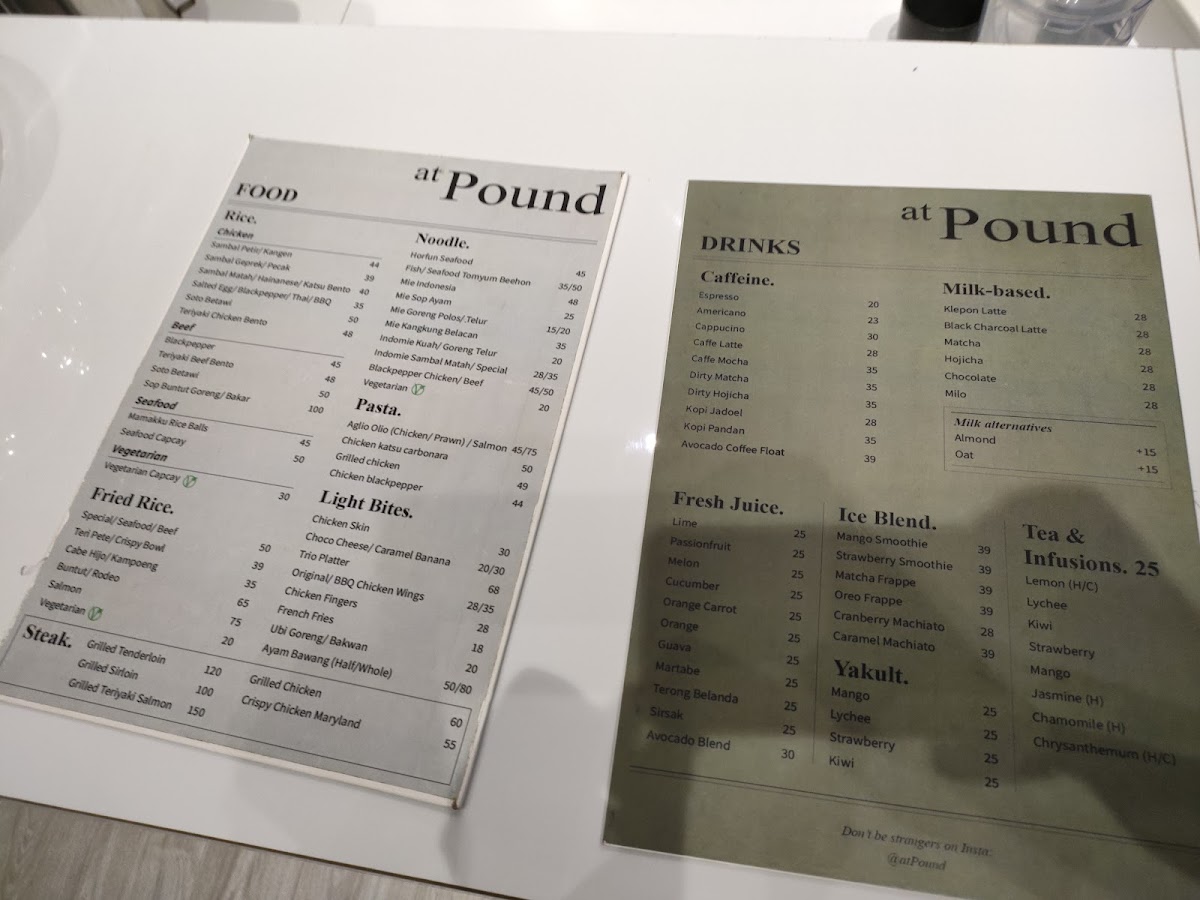 at Pound
FOOD
Rice.
Chicken
Sambal Petir/ Kangen 44
Sambal Geprek/ Pecak 39
Sambal Matah/ Hainanese/ Katsu Bento 40
Salted Egg/ Blackpepper/ Thai/ BBQ 35
Soto Betawi 50
Teriyaki Chicken Bento 48
Beef
Blackpepper 45
Teriyaki Beef Bento 48
Soto Betawi 50
Sop Buntut Goreng/ Bakar 100
Seafood
Mamakku Rice Balls 45
Seafood Capcay 50
Vegetarian
Vegetarian Capcay 30
Fried Rice.
Special/ Seafood/ Beef 50
Teri Pete/ Crispy Bowl 39
Cabe Hijo/ Kampoeng 35
Buntut/ Rodeo 65
Salmon 75
Vegetarian 20
Noodle.
Horfun Seafood 45
Fish/ Seafood Tomyum Beehon 35/50
Mie Indonesia 48
Mie Sop Ayam 25
Mie Goreng Polos/ Telur 15/20
Mie Kangkung Belacan 35
Indomie Kuah/ Goreng Telur 20
Indomie Sambal Matah/ Special 28/35
Blackpepper Chicken/ Beef 45/50
Vegetarian 20
Pasta.
Aglio Olio (Chicken/ Prawn) / Salmon 45/75
Chicken katsu carbonara 50
Grilled chicken 49
Chicken blackpepper 44
Light Bites.
Chicken Skin 30
Choco Cheese/ Caramel Banana 20/30
Trio Platter 68
Original/ BBQ Chicken Wings 28/35
Chicken Fingers 28
French Fries 18
Ubi Goreng/ Bakwan 20
Ayam Bawang (Half/Whole) 50/80
Steak.
Grilled Tenderloin 120
Grilled Sirloin 100
Grilled Teriyaki Salmon 150
Grilled Chicken 60
Crispy Chicken Maryland 55
at Pound
DRINKS
Caffeine.
Espresso 20
Americano 23
Cappucino 30
Caffe Latte 28
Caffe Mocha 35
Dirty Matcha 35
Dirty Hojicha 35
Kopi Jadoel 28
Kopi Pandan 35
Avocado Coffee Float 39
Milk-based.
Klepon Latte 28
Black Charcoal Latte 28
Matcha 28
Hojicha 28
Chocolate 28
Milo 28
Milk alternatives
Almond +15
Oat +15
Fresh Juice.
Lime 25
Passionfruit 25
Melon 25
Cucumber 25
Orange Carrot 25
Orange 25
Guava 25
Martabe 25
Terong Belanda 25
Sirsak 25
Avocado Blend 30
Ice Blend.
Mango Smoothie 39
Strawberry Smoothie 39
Matcha Frappe 39
Oreo Frappe 39
Cranberry Machiato 28
Caramel Machiato 39
Yakult.
Mango 25
Lychee 25
Strawberry 25
Kiwi 25
Tea &
Infusions. 25
Lemon (H/C)
Lychee
Kiwi
Strawberry
Mango
Jasmine (H)
Chamomile (H)
Chrysanthemum (H/C)
Don't be strangers on Insta:
@atPound